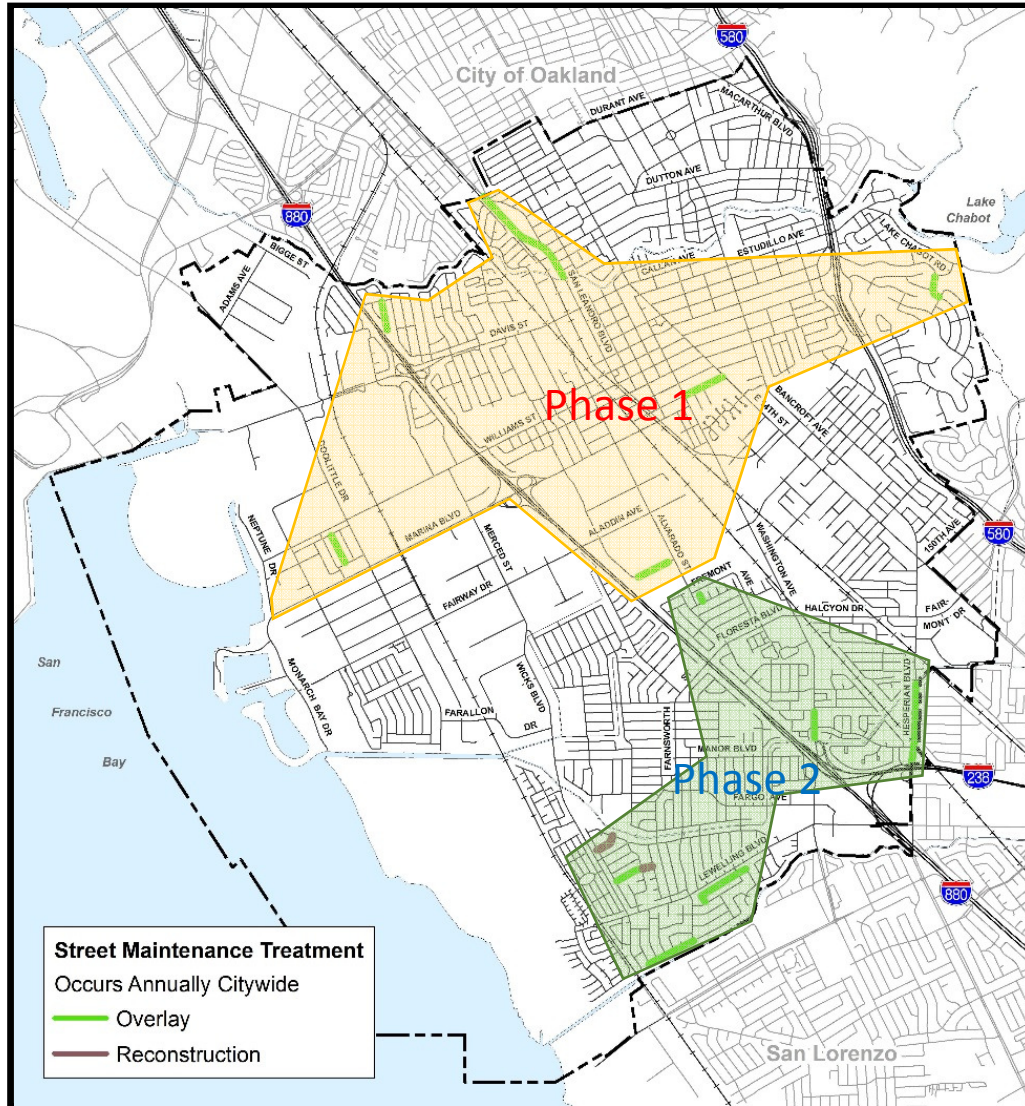 580
City of Oakland
MACARTHUR BLVD
DURANT AVE
DUTTON AVE
880
Lake
Chabot
LAKE CHABOT RD
BIGGE ST
ESTUDILLO AVE
CALLAN AVE
ADAMS AVE
SAN LEANDRO BLVD
DAVIS ST
Phase 1
BANCROFT AVE
E 14TH ST
WILLIAMS ST
DOOLITTLE DR
MARINA BLVD
ALADDIN AVE
ALVARADO ST
WASHINGTON AVE
150TH AVE
580
NEPTUNE DR
MERCED ST
FAIRWAY DR
FREMONT AVE
HALCYON DR
FAIR-
MONT DR
FLORESTA BLVD
San
Francisco
Bay
MONARCH BAY DR
WICKS BLVD
FARALLON
DR
FARNSWORTH
HESPERIAN BLVD
MANOR BLVD
238
Phase 2
FARGO AVE
LEWELLING BLVD
880
Street Maintenance Treatment
Occurs Annually Citywide
Overlay
Reconstruction
San Lorenzo